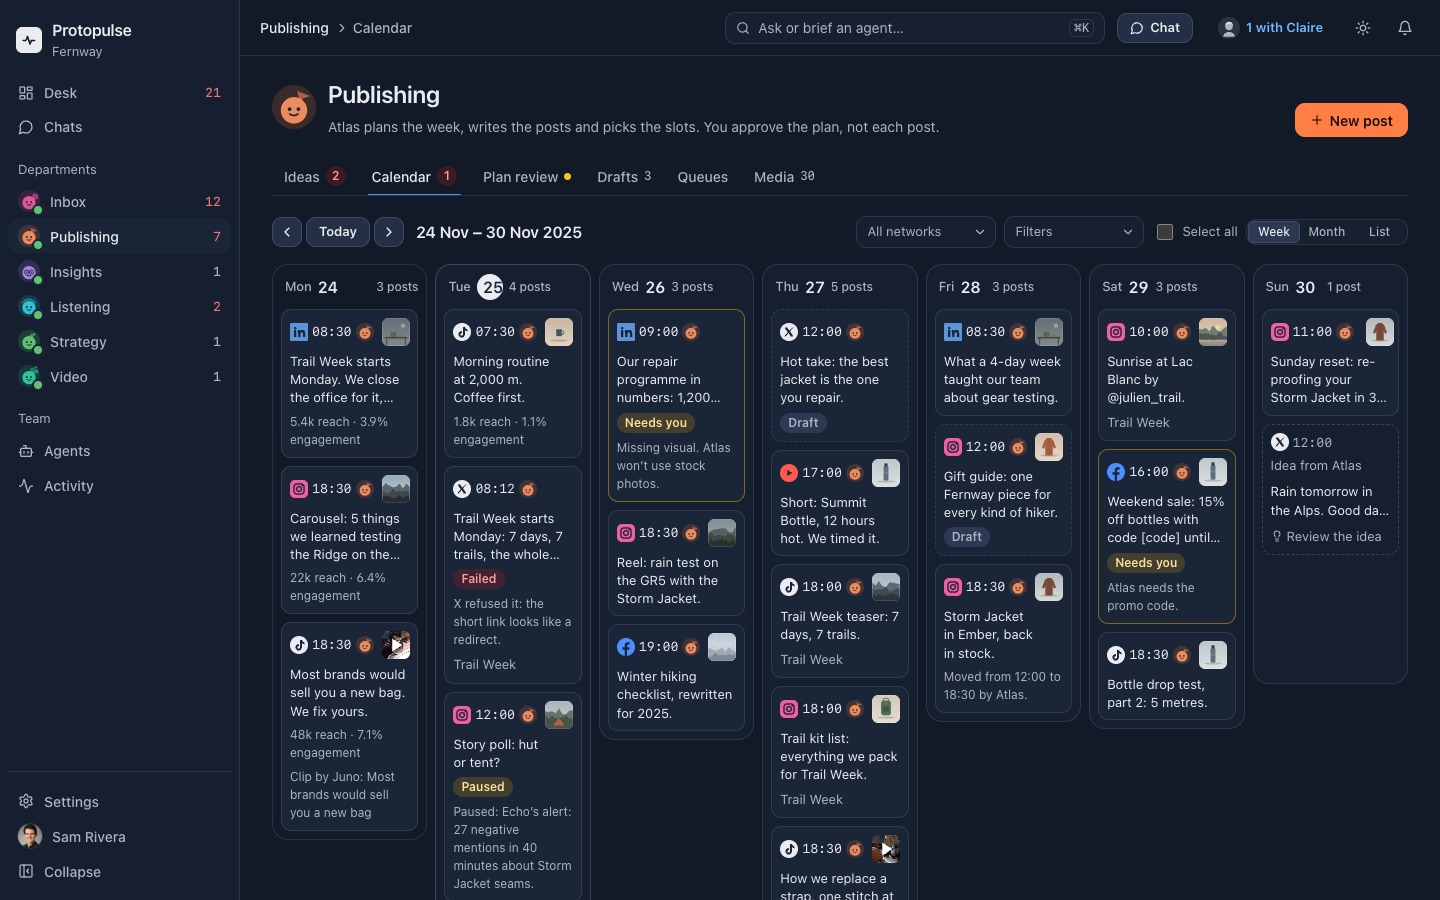 Protopulse
Fernway
Desk 21
Chats
Departments
Inbox 12
Publishing 7
Insights 1
Listening 2
Strategy 1
Video 1
Team
Agents
Activity
Settings
Sam Rivera
Collapse
Publishing > Calendar
Ask or brief an agent… ⌘K
Chat
1 with Claire
Publishing
Atlas plans the week, writes the posts and picks the slots. You approve the plan, not each post.
+ New post
Ideas 2
Calendar 1
Plan review
Drafts 3
Queues
Media 30
Today
24 Nov – 30 Nov 2025
All networks
Filters
Select all
Week
Month
List
Mon 24 3 posts
08:30
Trail Week starts
Monday. We close
the office for it,…
5.4k reach · 3.9%
engagement
18:30
Carousel: 5 things
we learned testing
the Ridge on the…
22k reach · 6.4%
engagement
18:30
Most brands would
sell you a new bag.
We fix yours.
48k reach · 7.1%
engagement
Clip by Juno: Most
brands would sell
you a new bag
Tue 25 4 posts
07:30
Morning routine
at 2,000 m.
Coffee first.
1.8k reach · 1.1%
engagement
08:12
Trail Week starts
Monday: 7 days, 7
trails, the whole…
Failed
X refused it: the
short link looks like a
redirect.
Trail Week
12:00
Story poll: hut
or tent?
Paused
Paused: Echo's alert:
27 negative
mentions in 40
minutes about Storm
Jacket seams.
Wed 26 3 posts
09:00
Our repair
programme in
numbers: 1,200…
Needs you
Missing visual. Atlas
won't use stock
photos.
18:30
Reel: rain test on
the GR5 with the
Storm Jacket.
19:00
Winter hiking
checklist, rewritten
for 2025.
Thu 27 5 posts
12:00
Hot take: the best
jacket is the one
you repair.
Draft
17:00
Short: Summit
Bottle, 12 hours
hot. We timed it.
18:00
Trail Week teaser: 7
days, 7 trails.
Trail Week
18:00
Trail kit list:
everything we pack
for Trail Week.
Trail Week
18:30
How we replace a
strap, one stitch at
Fri 28 3 posts
08:30
What a 4-day week
taught our team
about gear testing.
12:00
Gift guide: one
Fernway piece for
every kind of hiker.
Draft
18:30
Storm Jacket
in Ember, back
in stock.
Moved from 12:00 to
18:30 by Atlas.
Sat 29 3 posts
10:00
Sunrise at Lac
Blanc by
@julien_trail.
Trail Week
16:00
Weekend sale: 15%
off bottles with
code [code] until…
Needs you
Atlas needs the
promo code.
18:30
Bottle drop test,
part 2: 5 metres.
Sun 30 1 post
11:00
Sunday reset: re-
proofing your
Storm Jacket in 3…
12:00
Idea from Atlas
Rain tomorrow in
the Alps. Good da…
Review the idea